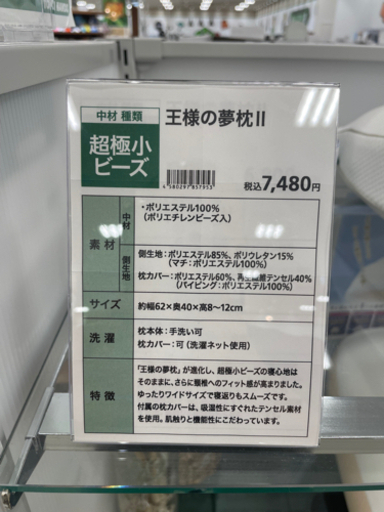 中材 種類
超極小
ビーズ
王様の夢枕Ⅱ
4580297857953
税込7,480円
素材
中材
・ポリエステル100%
(ポリエチレンビーズ入)
側生地
側生地：ポリエステル85%、ポリウレタン15%
(マチ：ポリエステル100%)
枕カバー：ポリエステル60%、再生繊維テンセル40%
(パイピング：ポリエステル100%)
サイズ
約幅62×奥40×高8〜12cm
洗濯
枕本体：手洗い可
枕カバー：可(洗濯ネット使用)
特徴
「王様の夢枕」が進化し、超極小ビーズの寝心地は
そのままに、さらに頸椎へのフィット感が高まりました。
ゆったりワイドサイズで寝返りもスムーズです。
付属の枕カバーは、吸湿性にすぐれたテンセル素材
を使用。肌触りと機能性にこだわっています。